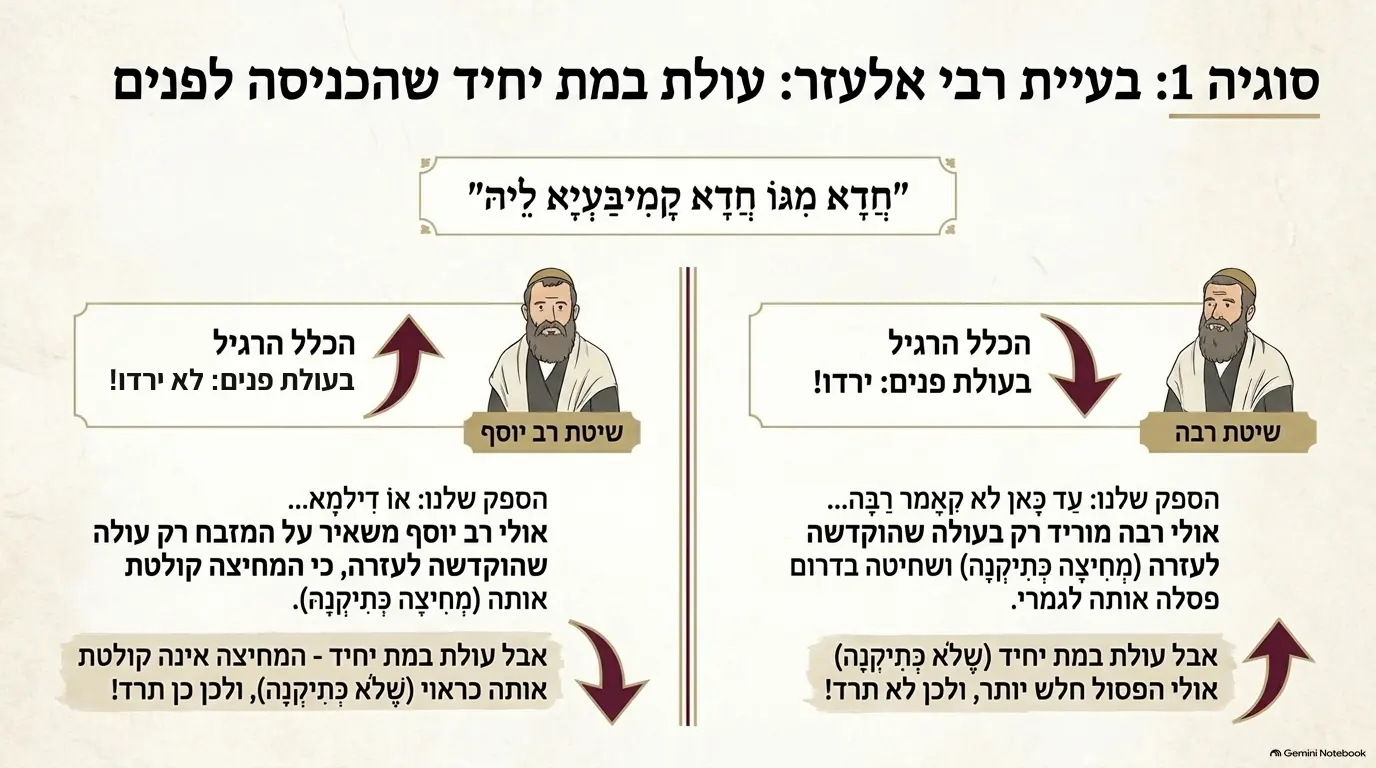 סוגיה 1: בעיית רבי אלעזר: עולת במת יחיד שהכניסה לפנים
"חֲדָא מִגּוֹ חֲדָא קָמִיבַּעְיָא לֵיהּ"
הכלל הרגיל
בעולת פנים: ירדו!
שיטת רבה
הספק שלנו: עַד כָּאן לא קִאָמר רַבָּה...
אולי רבה מוריד רק בעולה שהוקדשה
לעזרה (מְחִיצָה כְּתִיקְנָהּ) ושחיטה בדרום
פסלה אותה לגמרי.
אבל עולת במת יחיד (שֶׁלֹּא כְּתִיקְנָהּ)
אולי הפסול חלש יותר, ולכן לא תרד!
הכלל הרגיל
בעולת פנים: לא ירדו!
שיטת רב יוסף
הספק שלנו: אוֹ דִילמָא...
אולי רב יוסף משאיר על המזבח רק עולה
שהוקדשה לעזרה, כי המחיצה קולטת
אותה (מְחִיצָה כְּתִיקְנָהּ).
אבל עולת במת יחיד - המחיצה אינה קולטת
אותה כראוי (שֶׁלֹּא כְּתִיקְנָהּ), ולכן כן תרד!
Gemini Notebook